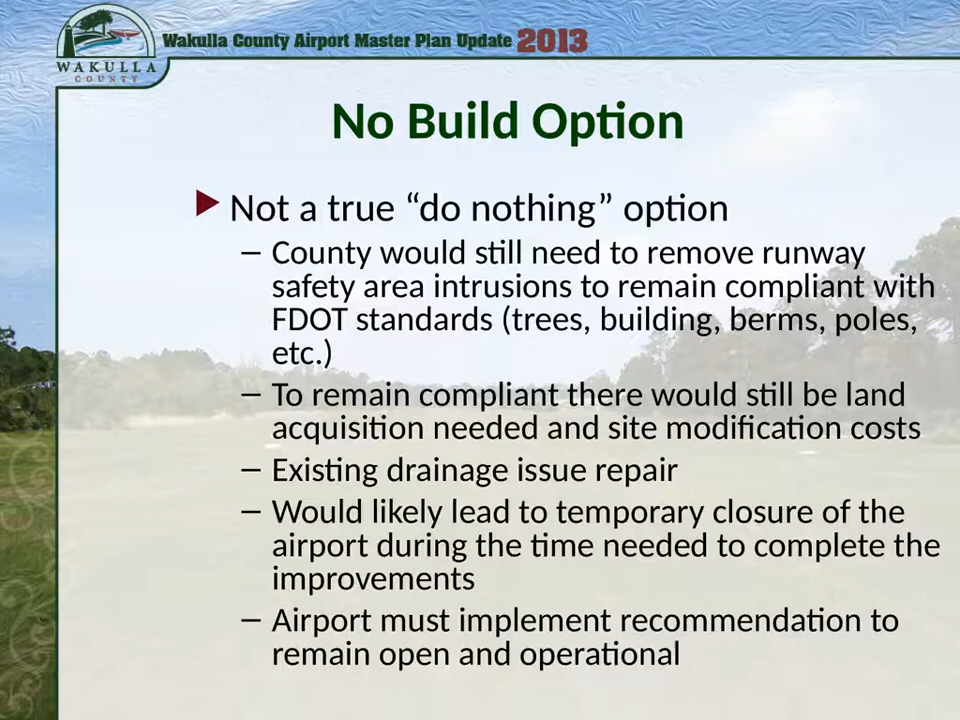 Wakulla County Airport Master Plan Update 2013
WAKULLA
COUNTY
No Build Option
Not a true “do nothing” option
– County would still need to remove runway
safety area intrusions to remain compliant with
FDOT standards (trees, building, berms, poles,
etc.)
– To remain compliant there would still be land
acquisition needed and site modification costs
– Existing drainage issue repair
– Would likely lead to temporary closure of the
airport during the time needed to complete the
improvements
– Airport must implement recommendation to
remain open and operational